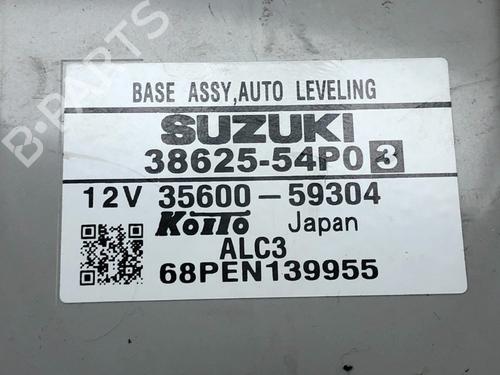 B-PARTS
BASE ASSY,AUTO LEVELING
SUZUKI
38625-54P0 3
12V 35600-59304
KOITO Japan
ALC3
68PEN139955